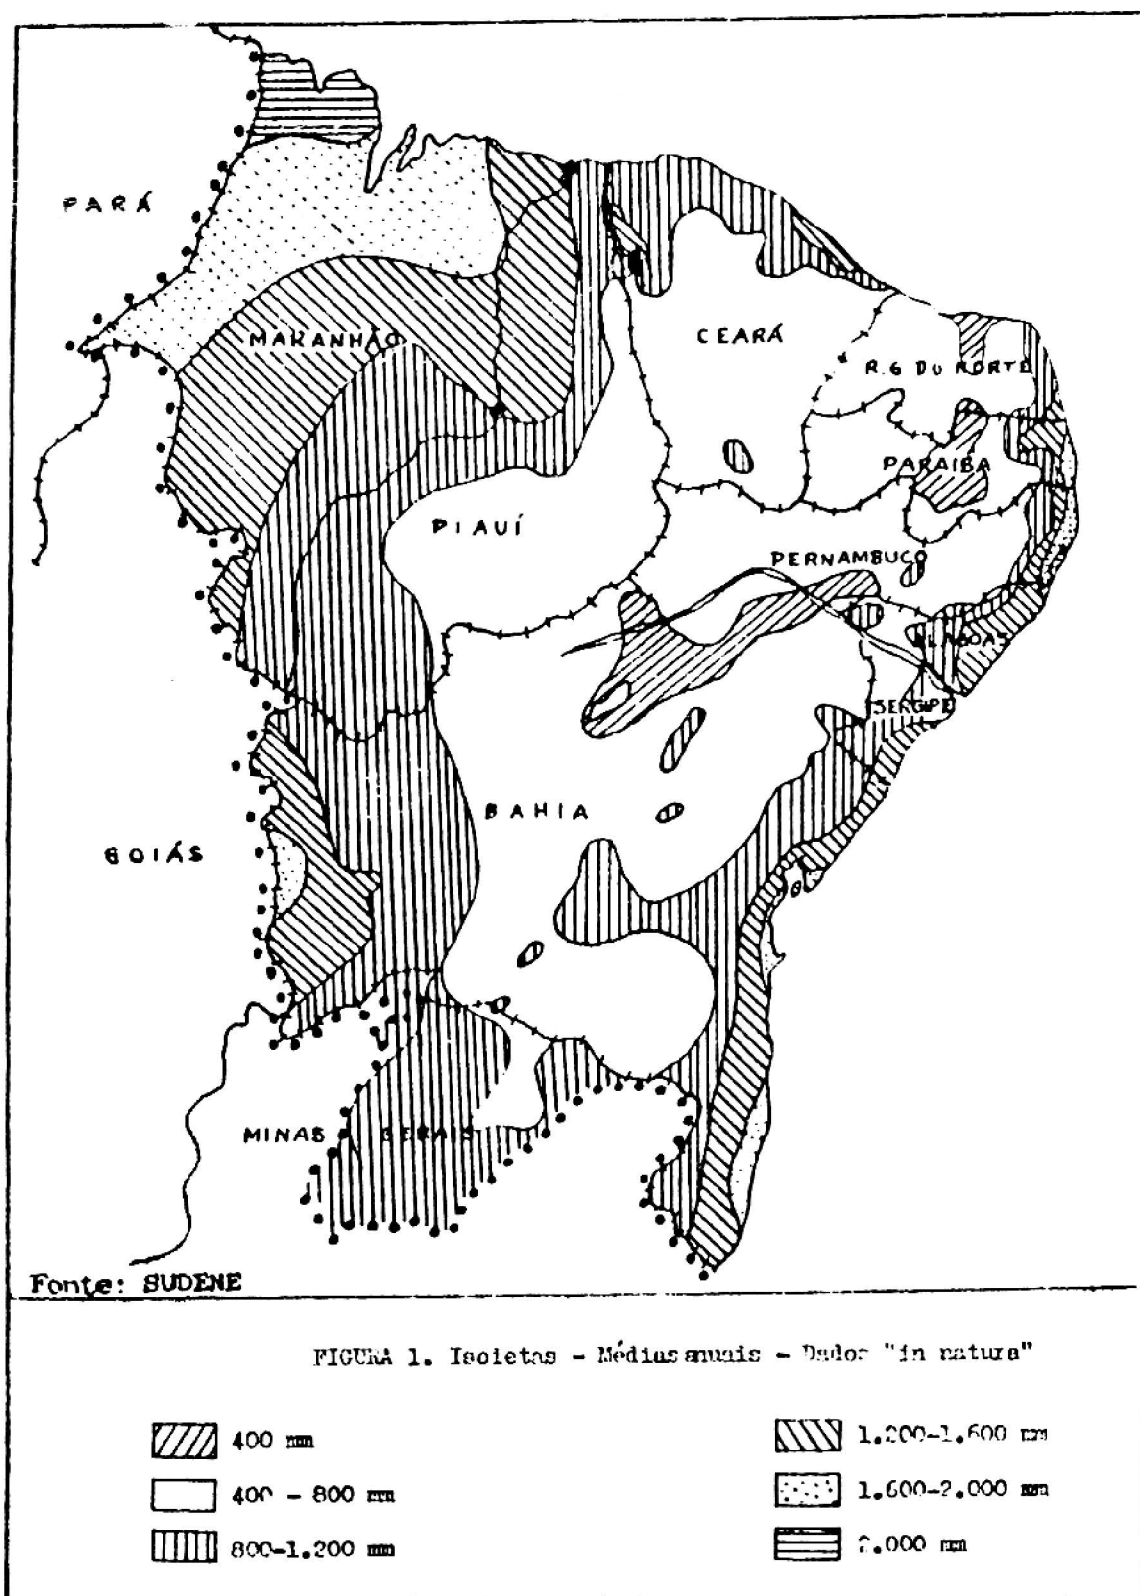 PARÁ
MARANHÃO
CEARÁ
R.G DO NORTE
PARAIBA
PIAUÍ
PERNAMBUCO
ALAGOAS
SERGIPE
BAHIA
GOIÁS
MINAS GERAIS
Fonte: SUDENE
FIGURA 1. Isoietas - Médias anuais - Dados "in natura"
400 mm
400 - 800 mm
800-1.200 mm
1.200-1.600 mm
1.600-2.000 mm
2.000 mm